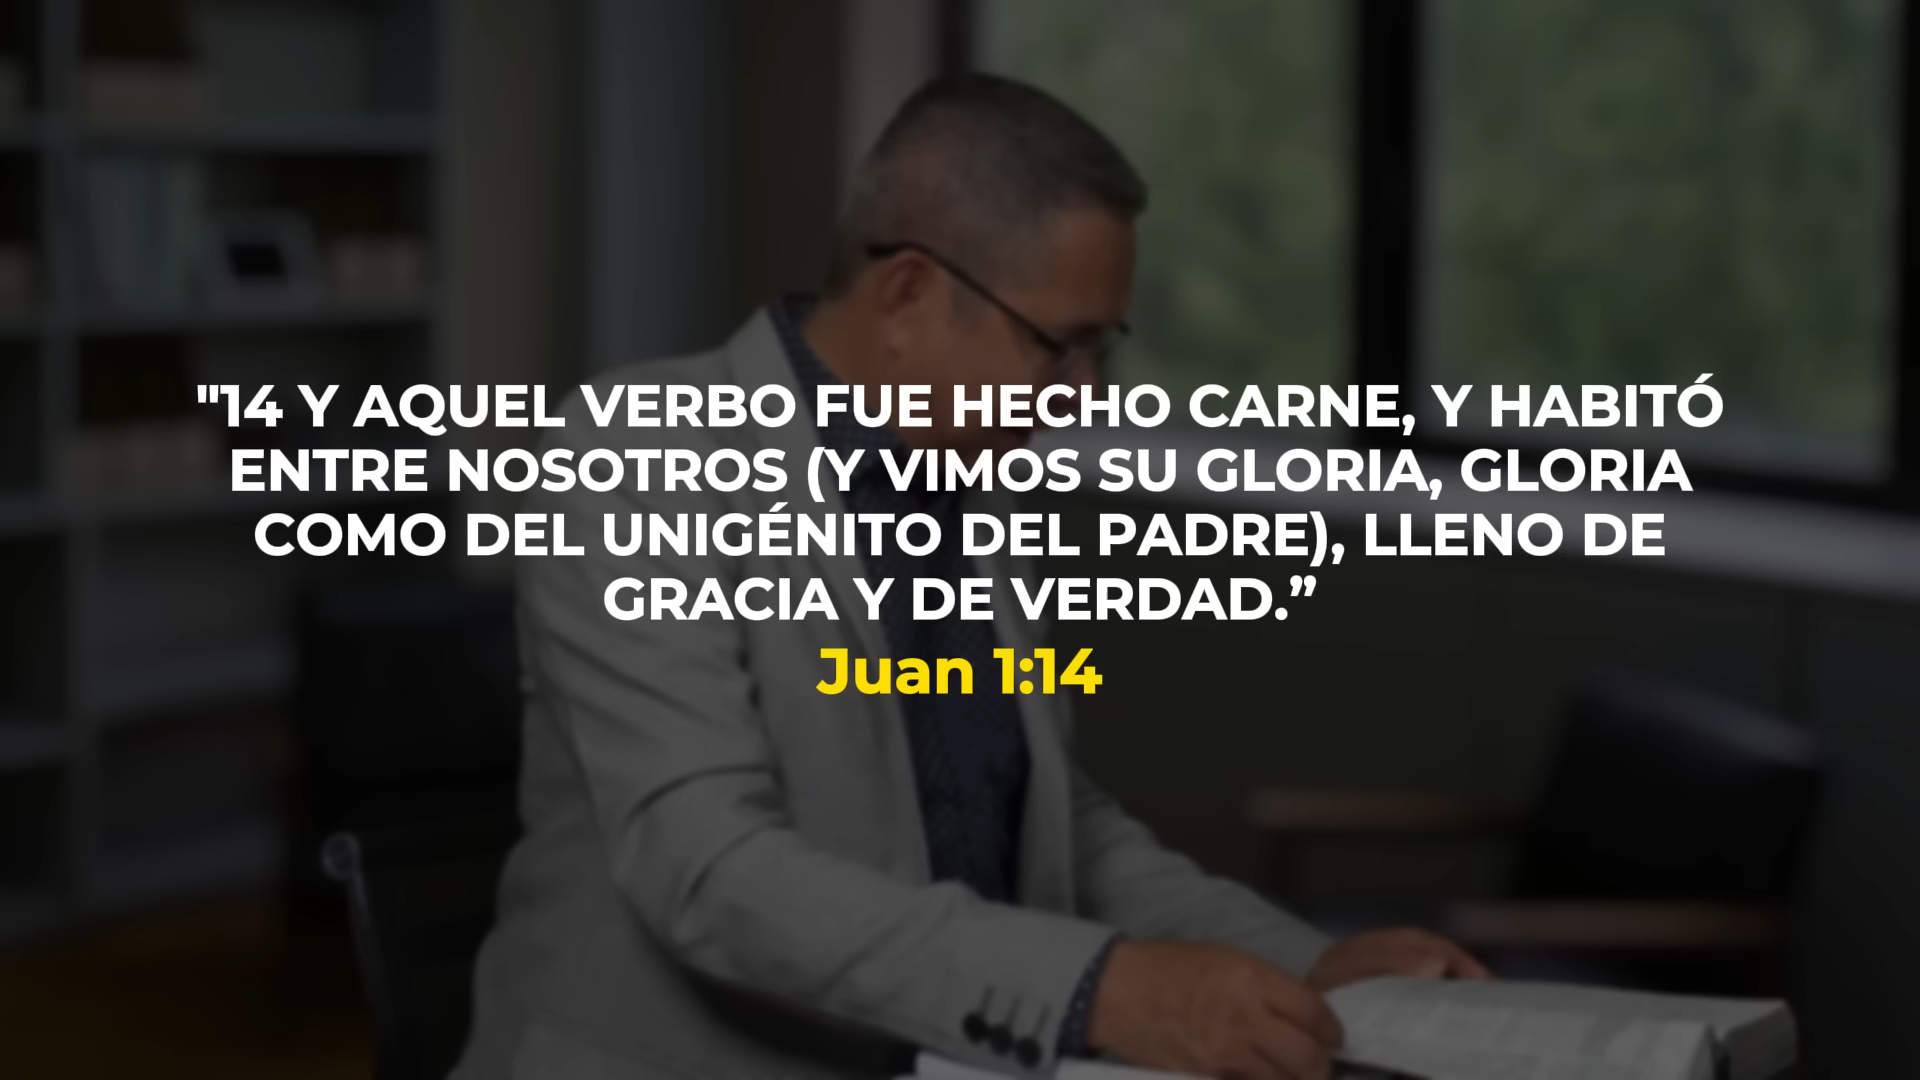 "14 Y AQUEL VERBO FUE HECHO CARNE, Y HABITÓ
ENTRE NOSOTROS (Y VIMOS SU GLORIA, GLORIA
COMO DEL UNIGÉNITO DEL PADRE), LLENO DE
GRACIA Y DE VERDAD.”
Juan 1:14